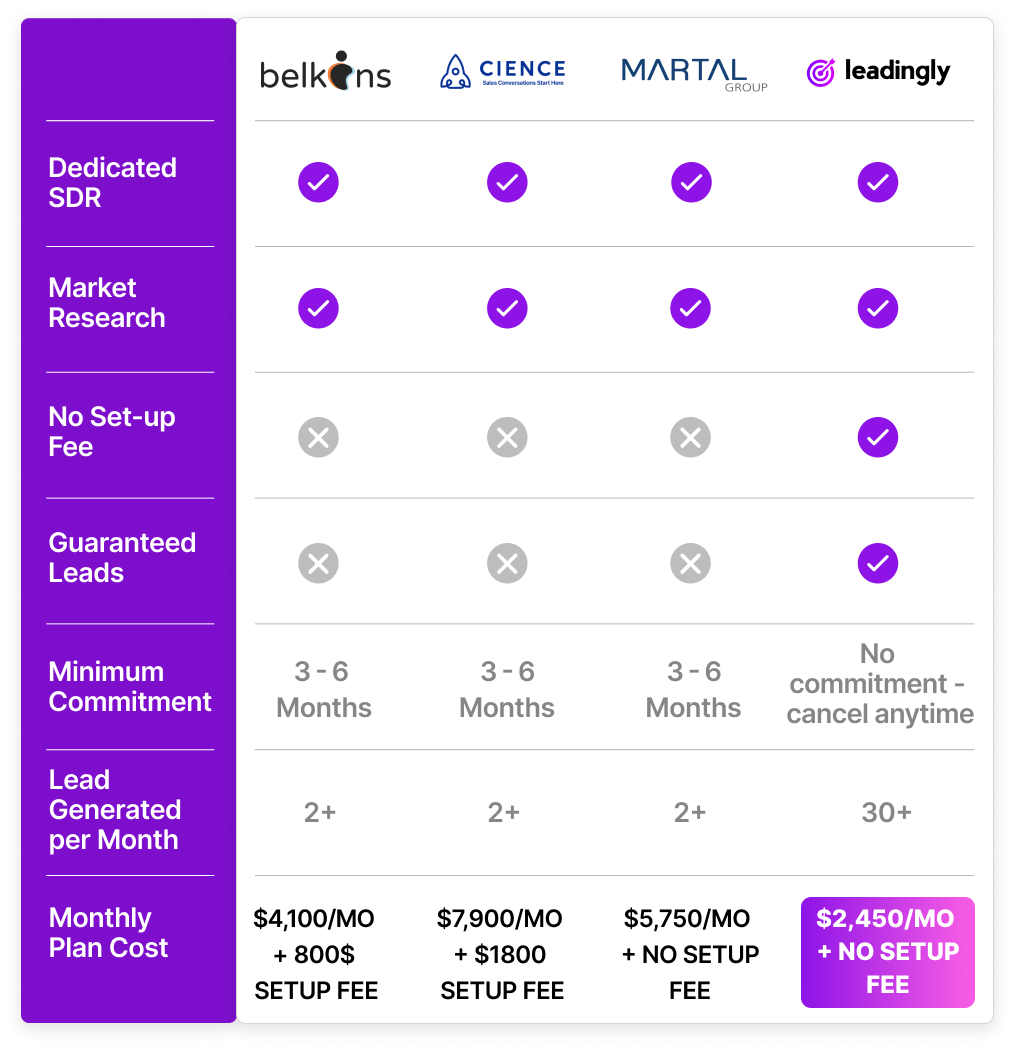 belkins
CIENCE
Sales Conversations Start Here
MARTAL
GROUP
leadingly
Dedicated
SDR
Market
Research
No Set-up
Fee
Guaranteed
Leads
Minimum
Commitment
3 - 6
Months
3 - 6
Months
3 - 6
Months
No
commitment -
cancel anytime
Lead
Generated
per Month
2+
2+
2+
30+
Monthly
Plan Cost
$4,100/MO
+ 800$
SETUP FEE
$7,900/MO
+ $1800
SETUP FEE
$5,750/MO
+ NO SETUP
FEE
$2,450/MO
+ NO SETUP
FEE